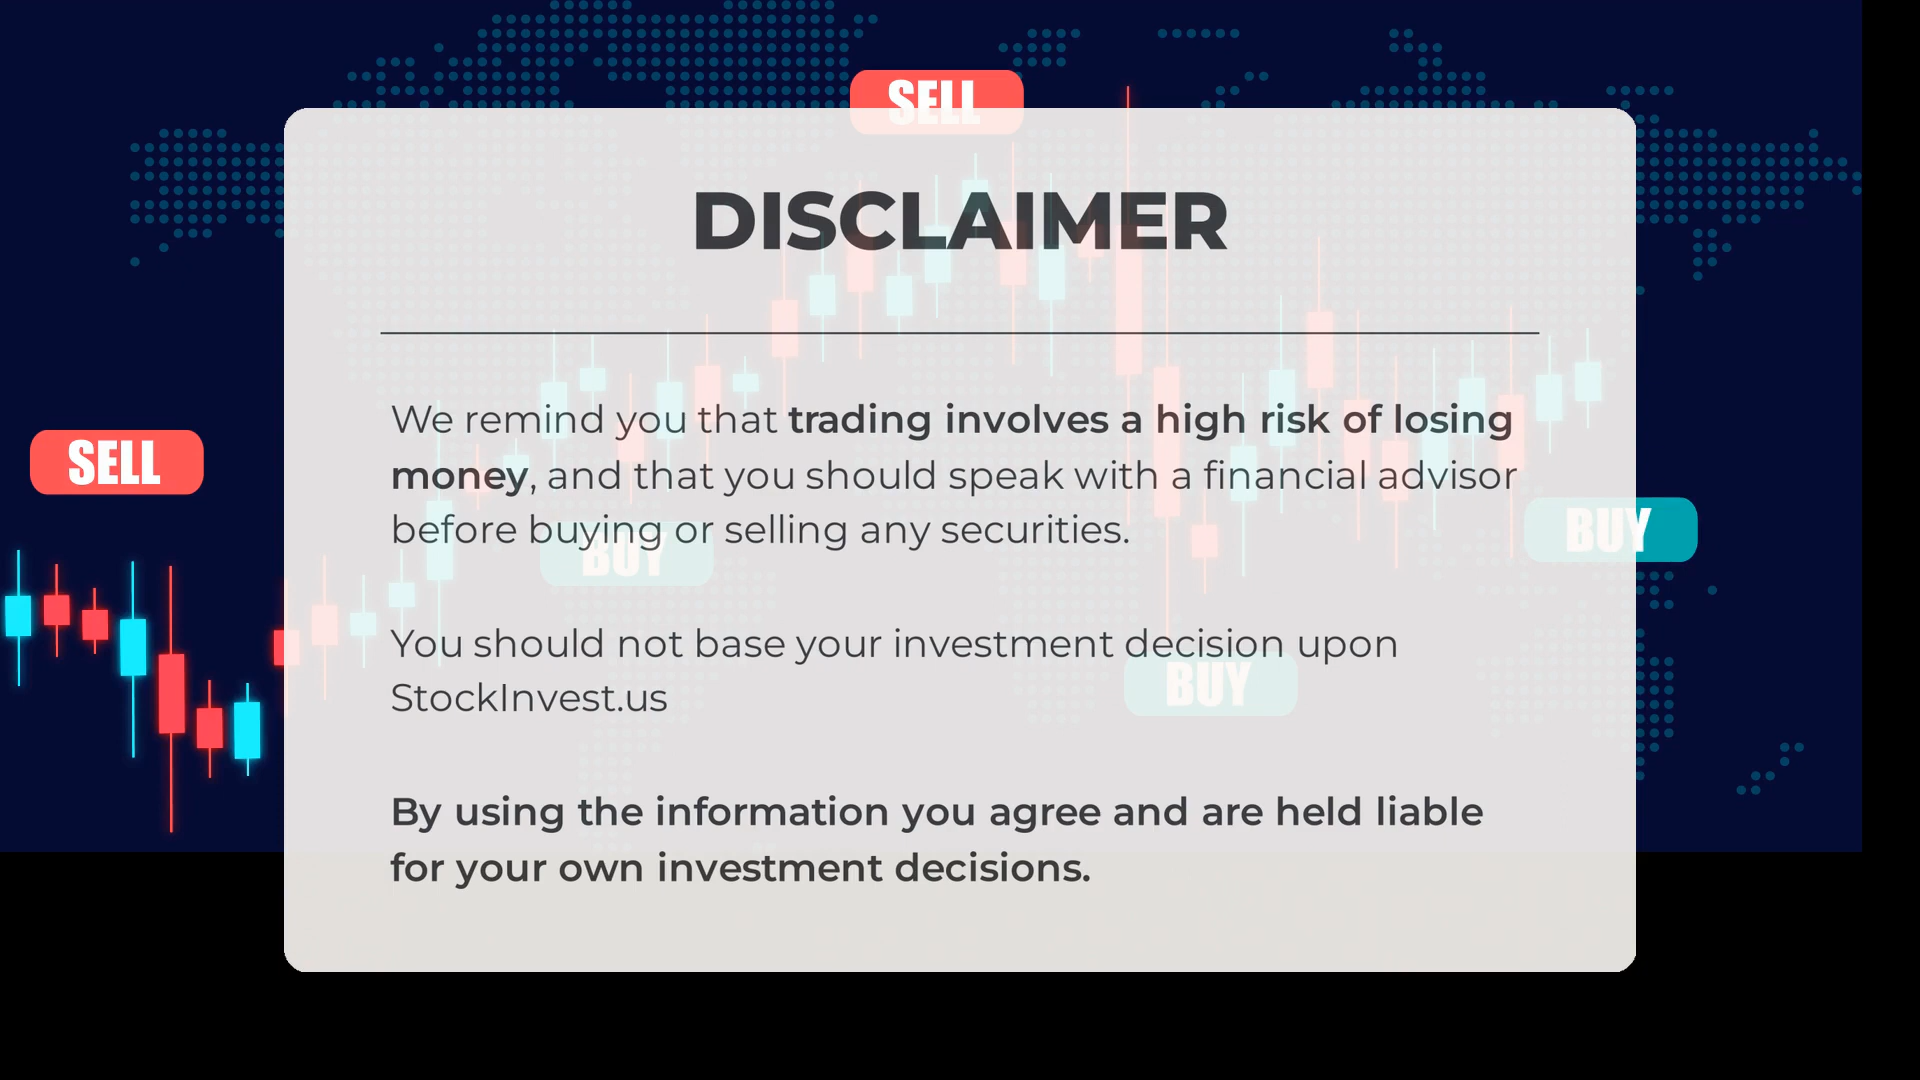 SELL
DISCLAIMER
We remind you that trading involves a high risk of losing
money, and that you should speak with a financial advisor
before buying or selling any securities.
SELL
BUY
BUY
You should not base your investment decision upon
StockInvest.us
BUY
By using the information you agree and are held liable
for your own investment decisions.